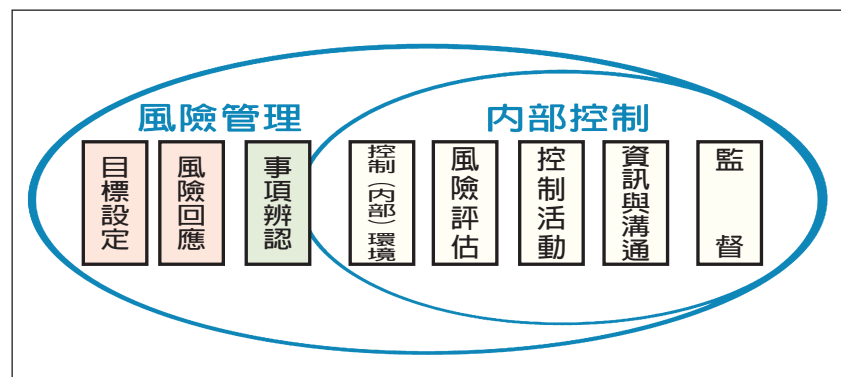 風險管理
內部控制
目標設定
風險回應
事項辨認
控制（內部）環境
風險評估
控制活動
資訊與溝通
監督